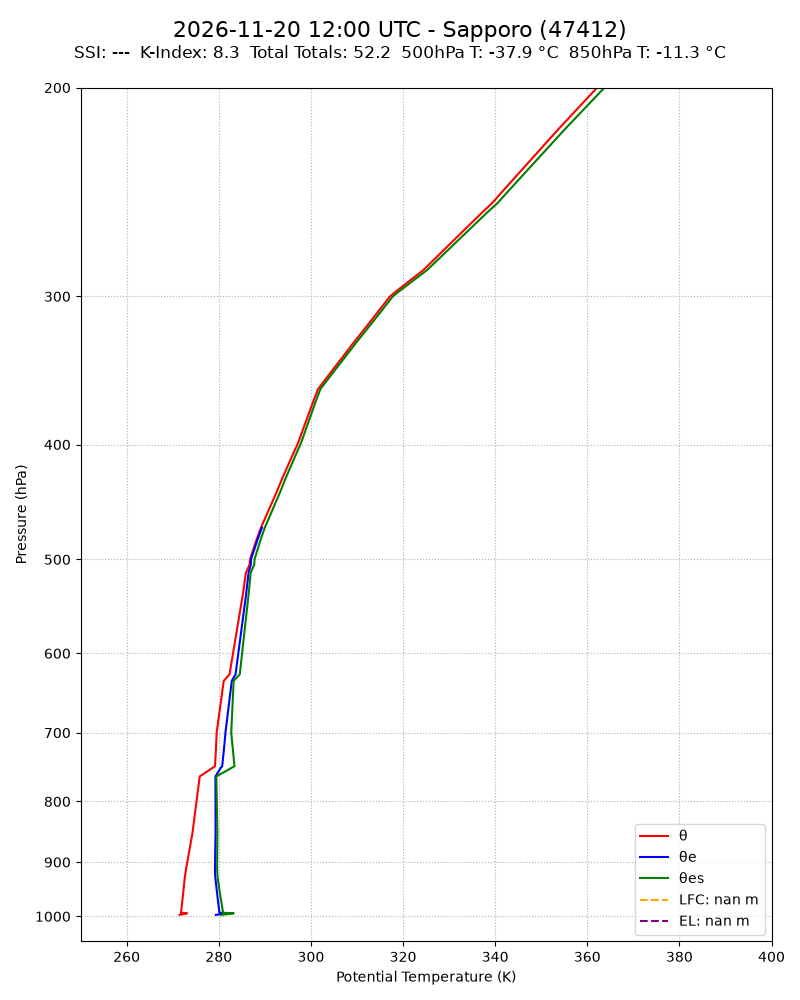 2026-11-20 12:00 UTC - Sapporo (47412)
SSI: ---  K-Index: 8.3  Total Totals: 52.2  500hPa T: -37.9 °C  850hPa T: -11.3 °C
200
300
400
500
600
700
800
900
1000
Pressure (hPa)
θ
θe
θes
LFC: nan m
EL: nan m
260
280
300
320
340
360
380
400
Potential Temperature (K)